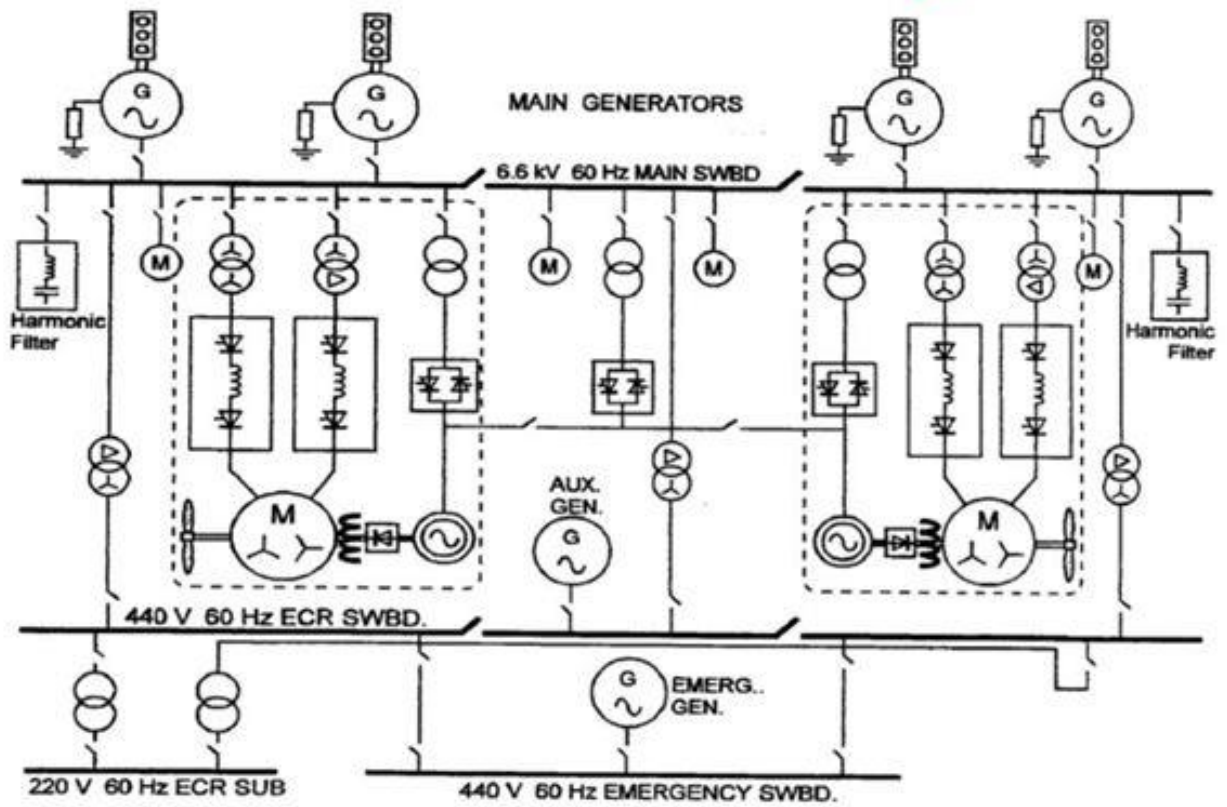 G
G
G
G
MAIN GENERATORS
6.6 kV 60 Hz MAIN SWBD
M
M
M
M
Harmonic
Filter
Harmonic
Filter
AUX.
GEN.
G
M
M
440 V 60 Hz ECR SWBD.
G
EMERG..
GEN.
220 V 60 Hz ECR SUB
440 V 60 Hz EMERGENCY SWBD.